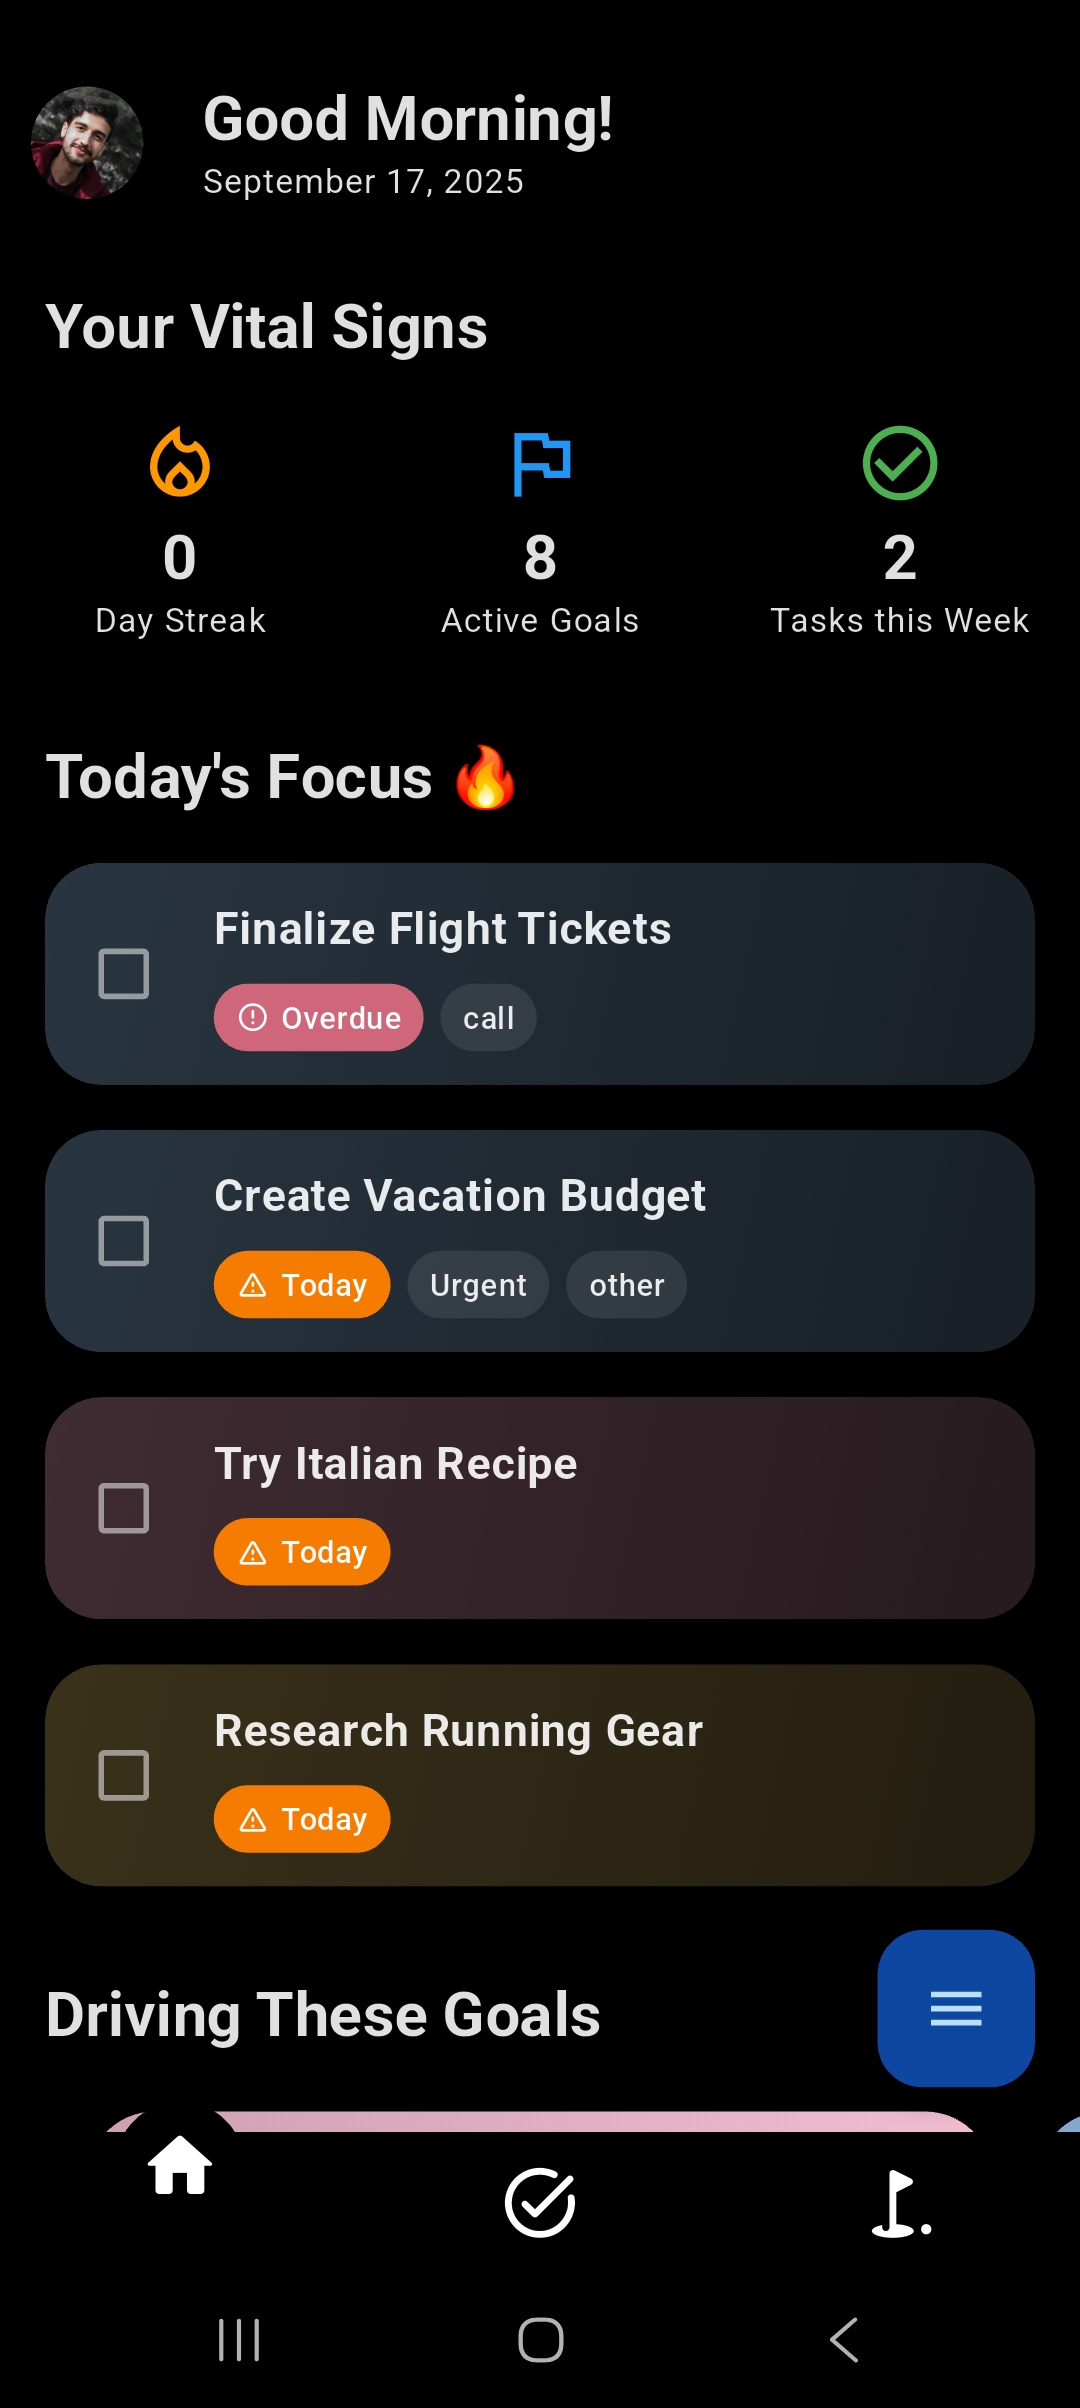 Good Morning!
September 17, 2025
Your Vital Signs
0
8
2
Day Streak
Active Goals
Tasks this Week
Today's Focus 🔥
Finalize Flight Tickets
Overdue
call
Create Vacation Budget
Today
Urgent
other
Try Italian Recipe
Today
Research Running Gear
Today
Driving These Goals